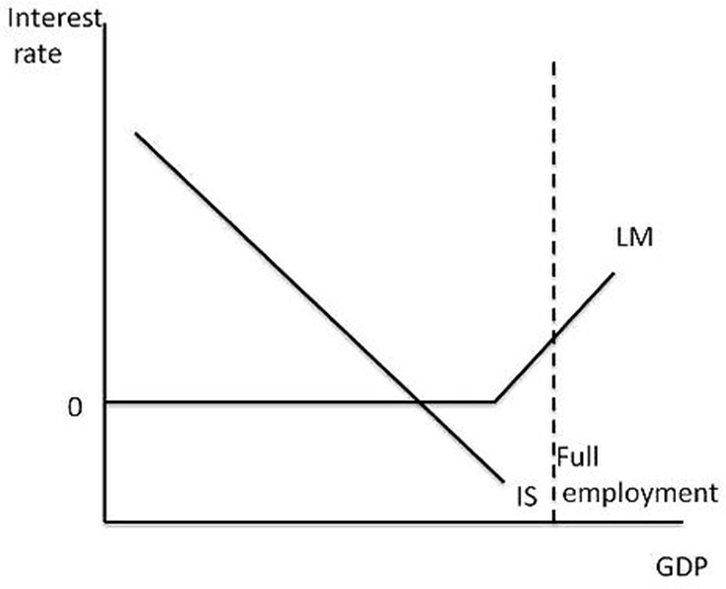 Interest
rate
LM
0
Full
IS
employment
GDP